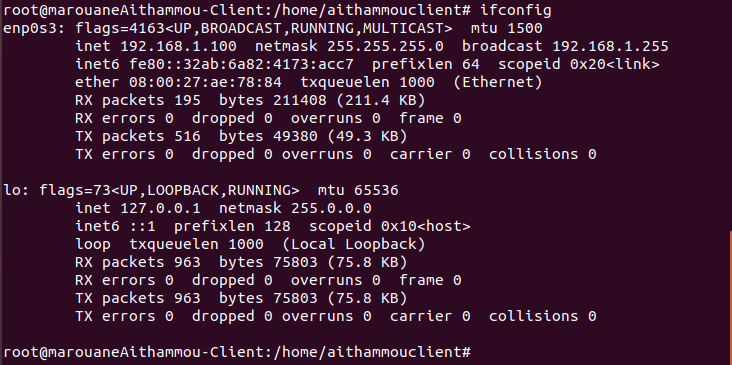 root@marouaneAithammou-Client:/home/aithammouclient# ifconfig
enp0s3: flags=4163<UP,BROADCAST,RUNNING,MULTICAST>  mtu 1500
        inet 192.168.1.100  netmask 255.255.255.0  broadcast 192.168.1.255
        inet6 fe80::32ab:6a82:4173:acc7  prefixlen 64  scopeid 0x20<link>
        ether 08:00:27:ae:78:84  txqueuelen 1000  (Ethernet)
        RX packets 195  bytes 211408 (211.4 KB)
        RX errors 0  dropped 0  overruns 0  frame 0
        TX packets 516  bytes 49380 (49.3 KB)
        TX errors 0  dropped 0 overruns 0  carrier 0  collisions 0

lo: flags=73<UP,LOOPBACK,RUNNING>  mtu 65536
        inet 127.0.0.1  netmask 255.0.0.0
        inet6 ::1  prefixlen 128  scopeid 0x10<host>
        loop  txqueuelen 1000  (Local Loopback)
        RX packets 963  bytes 75803 (75.8 KB)
        RX errors 0  dropped 0  overruns 0  frame 0
        TX packets 963  bytes 75803 (75.8 KB)
        TX errors 0  dropped 0 overruns 0  carrier 0  collisions 0

root@marouaneAithammou-Client:/home/aithammouclient#